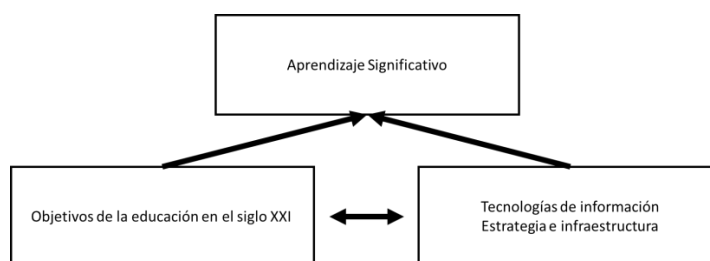 Aprendizaje Significativo
Objetivos de la educación en el siglo XXI
Tecnologías de información
Estrategia e infraestructura